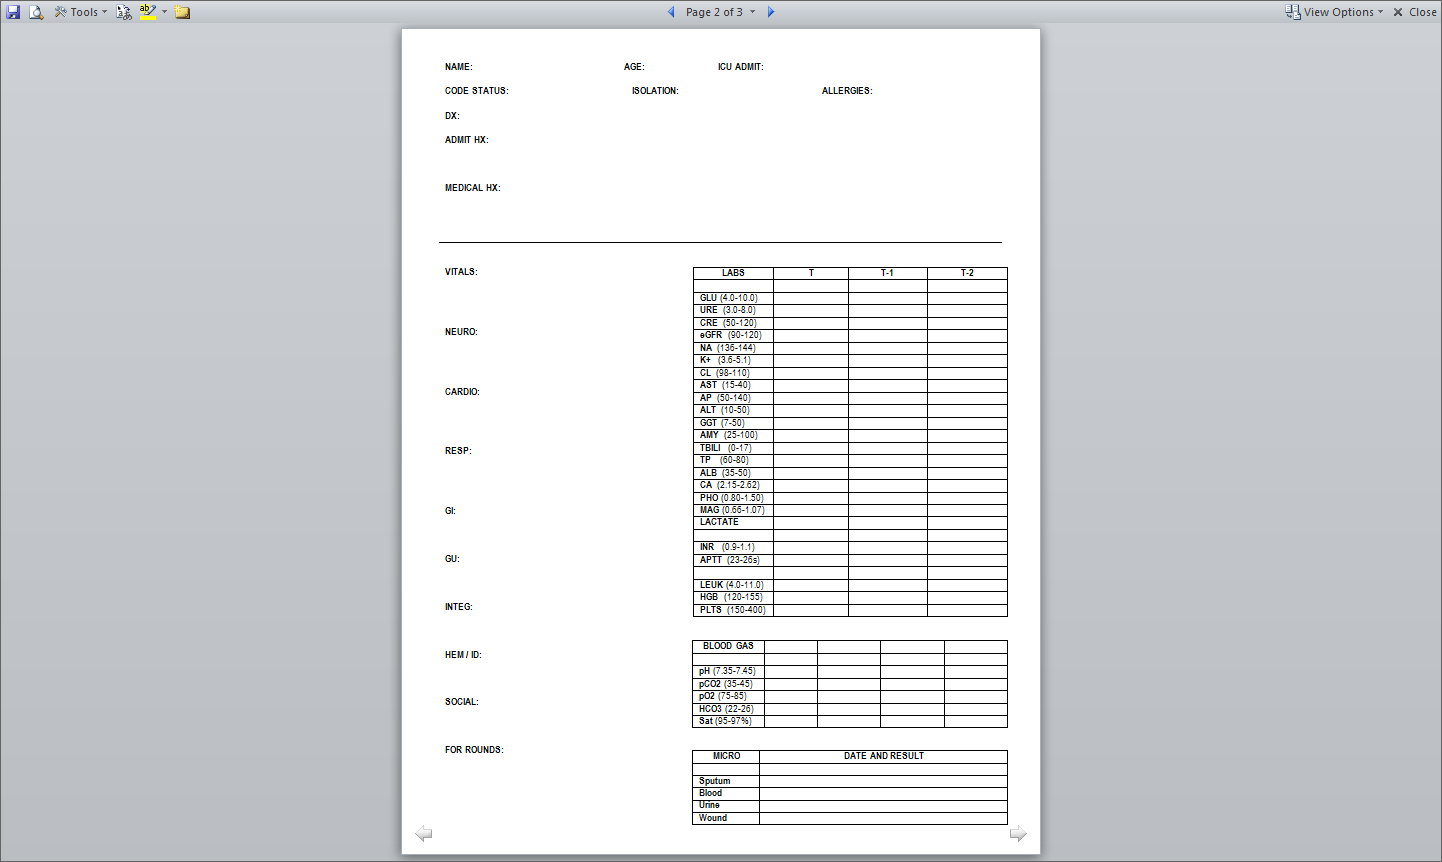 Tools
Page 2 of 3
View Options
Close
NAME: AGE: ICU ADMIT:
CODE STATUS: ISOLATION: ALLERGIES:
DX:
ADMIT HX:
MEDICAL HX:
VITALS:
NEURO:
CARDIO:
RESP:
GI:
GU:
INTEG:
HEM / ID:
SOCIAL:
FOR ROUNDS:
LABS T T-1 T-2
GLU (4.0-10.0)
URE (3.0-8.0)
CRE (50-120)
eGFR (90-120)
NA (136-144)
K+ (3.6-5.1)
CL (98-110)
AST (15-40)
AP (50-140)
ALT (10-50)
GGT (7-50)
AMY (25-100)
TBILI (0-17)
TP (60-80)
ALB (35-50)
CA (2.15-2.62)
PHO (0.80-1.50)
MAG (0.66-1.07)
LACTATE
INR (0.9-1.1)
APTT (23-26s)
LEUK (4.0-11.0)
HGB (120-155)
PLTS (150-400)
BLOOD GAS
pH (7.35-7.45)
pCO2 (35-45)
pO2 (75-85)
HCO3 (22-26)
Sat (95-97%)
MICRO DATE AND RESULT
Sputum
Blood
Urine
Wound